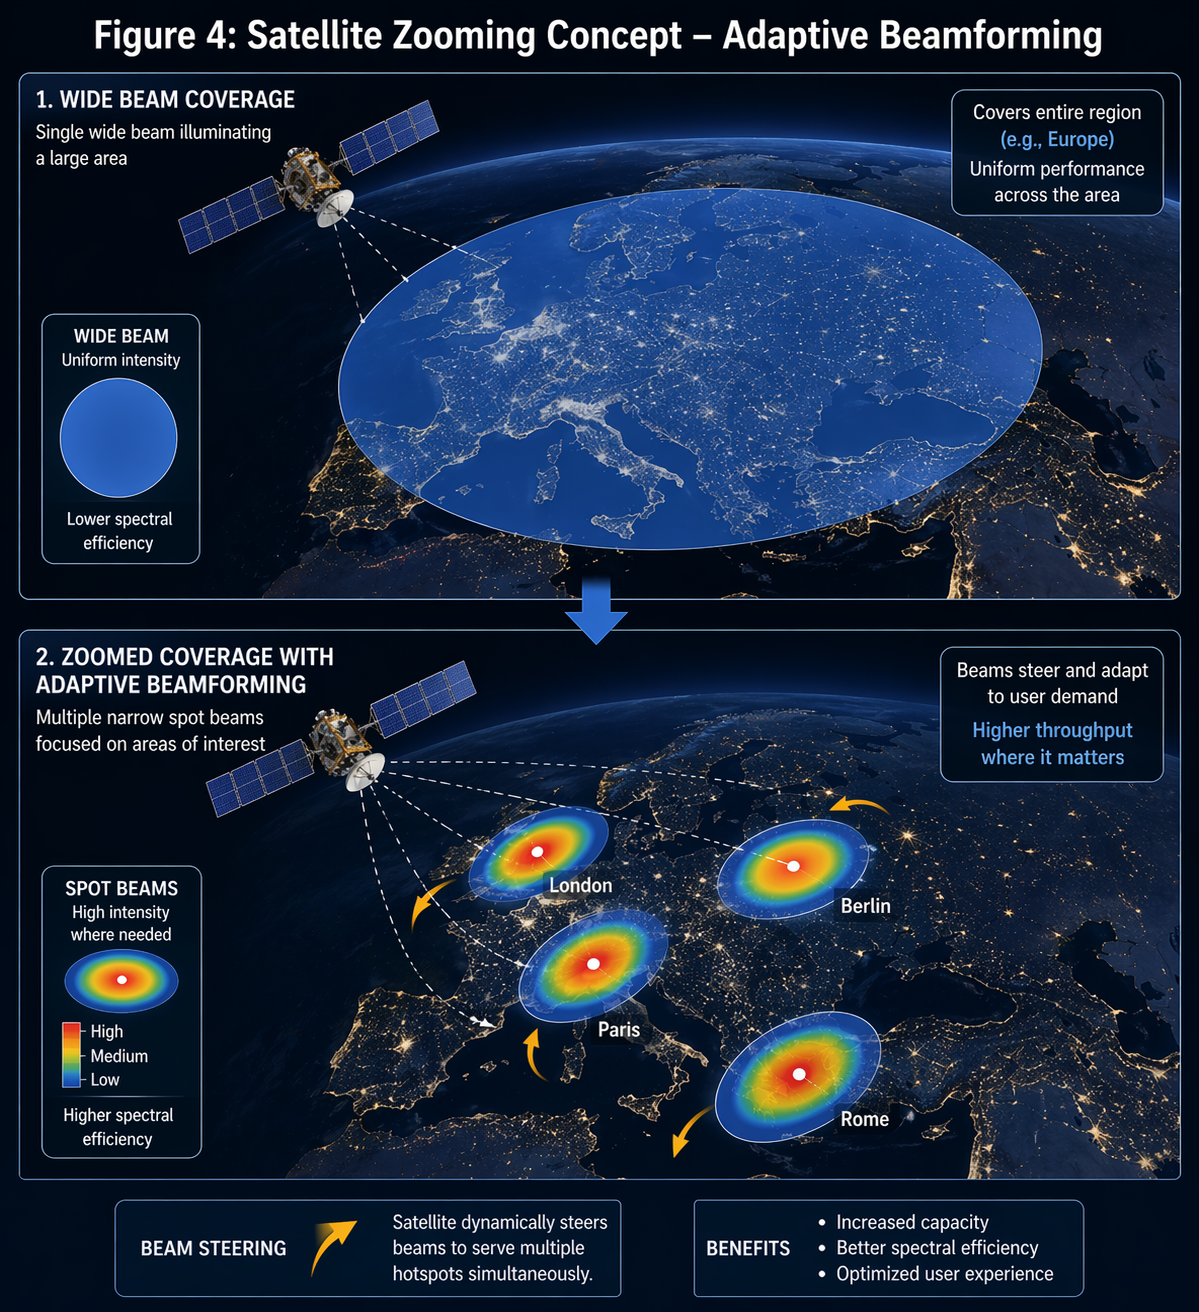 Figure 4: Satellite Zooming Concept – Adaptive Beamforming
1. WIDE BEAM COVERAGE
Single wide beam illuminating
a large area
Covers entire region
(e.g., Europe)
Uniform performance
across the area
WIDE BEAM
Uniform intensity
Lower spectral
efficiency
2. ZOOMED COVERAGE WITH
ADAPTIVE BEAMFORMING
Multiple narrow spot beams
focused on areas of interest
Beams steer and adapt
to user demand
Higher throughput
where it matters
London
Berlin
Paris
Rome
SPOT BEAMS
High intensity
where needed
High
Medium
Low
Higher spectral
efficiency
BEAM STEERING
Satellite dynamically steers
beams to serve multiple
hotspots simultaneously.
BENEFITS
• Increased capacity
• Better spectral efficiency
• Optimized user experience